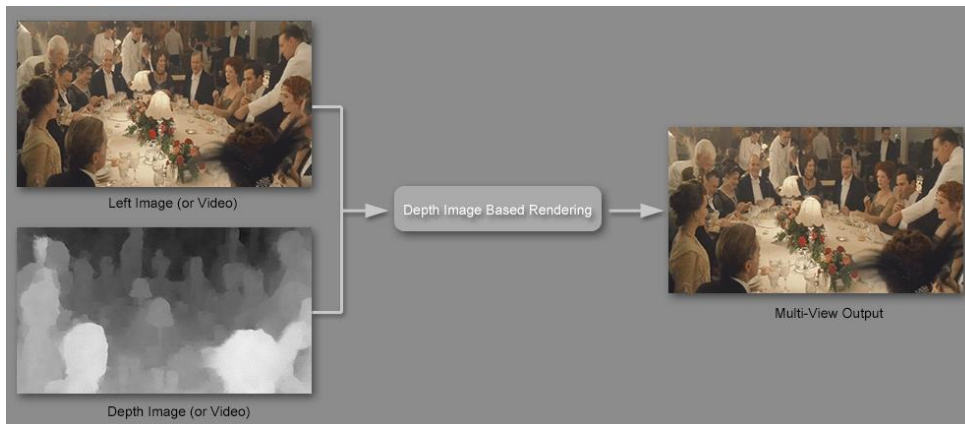 Left Image (or Video)
Depth Image Based Rendering
Multi-View Output
Depth Image (or Video)